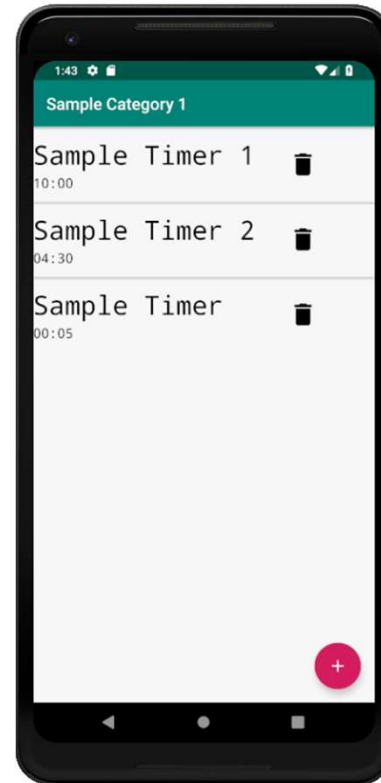 1:43
Sample Category 1
Sample Timer 1
10:00
Sample Timer 2
04:30
Sample Timer
00:05
+